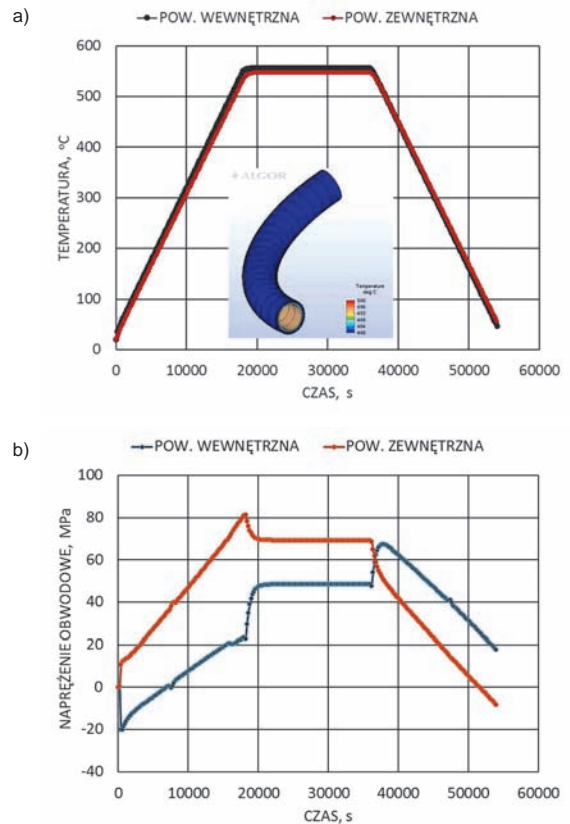 a)
POW. WEWNĘTRZNA POW. ZEWNĘTRZNA
TEMPERATURA, °C
600
500
400
300
200
100
0
ALGOR
Temperature
deg C
0 10000 20000 30000 40000 50000 60000
CZAS, s
b)
POW. WEWNĘTRZNA POW. ZEWNĘTRZNA
NAPRĘŻENIE OBWODOWE, MPa
100
80
60
40
20
0
-20
-40
0 10000 20000 30000 40000 50000 60000
CZAS, s